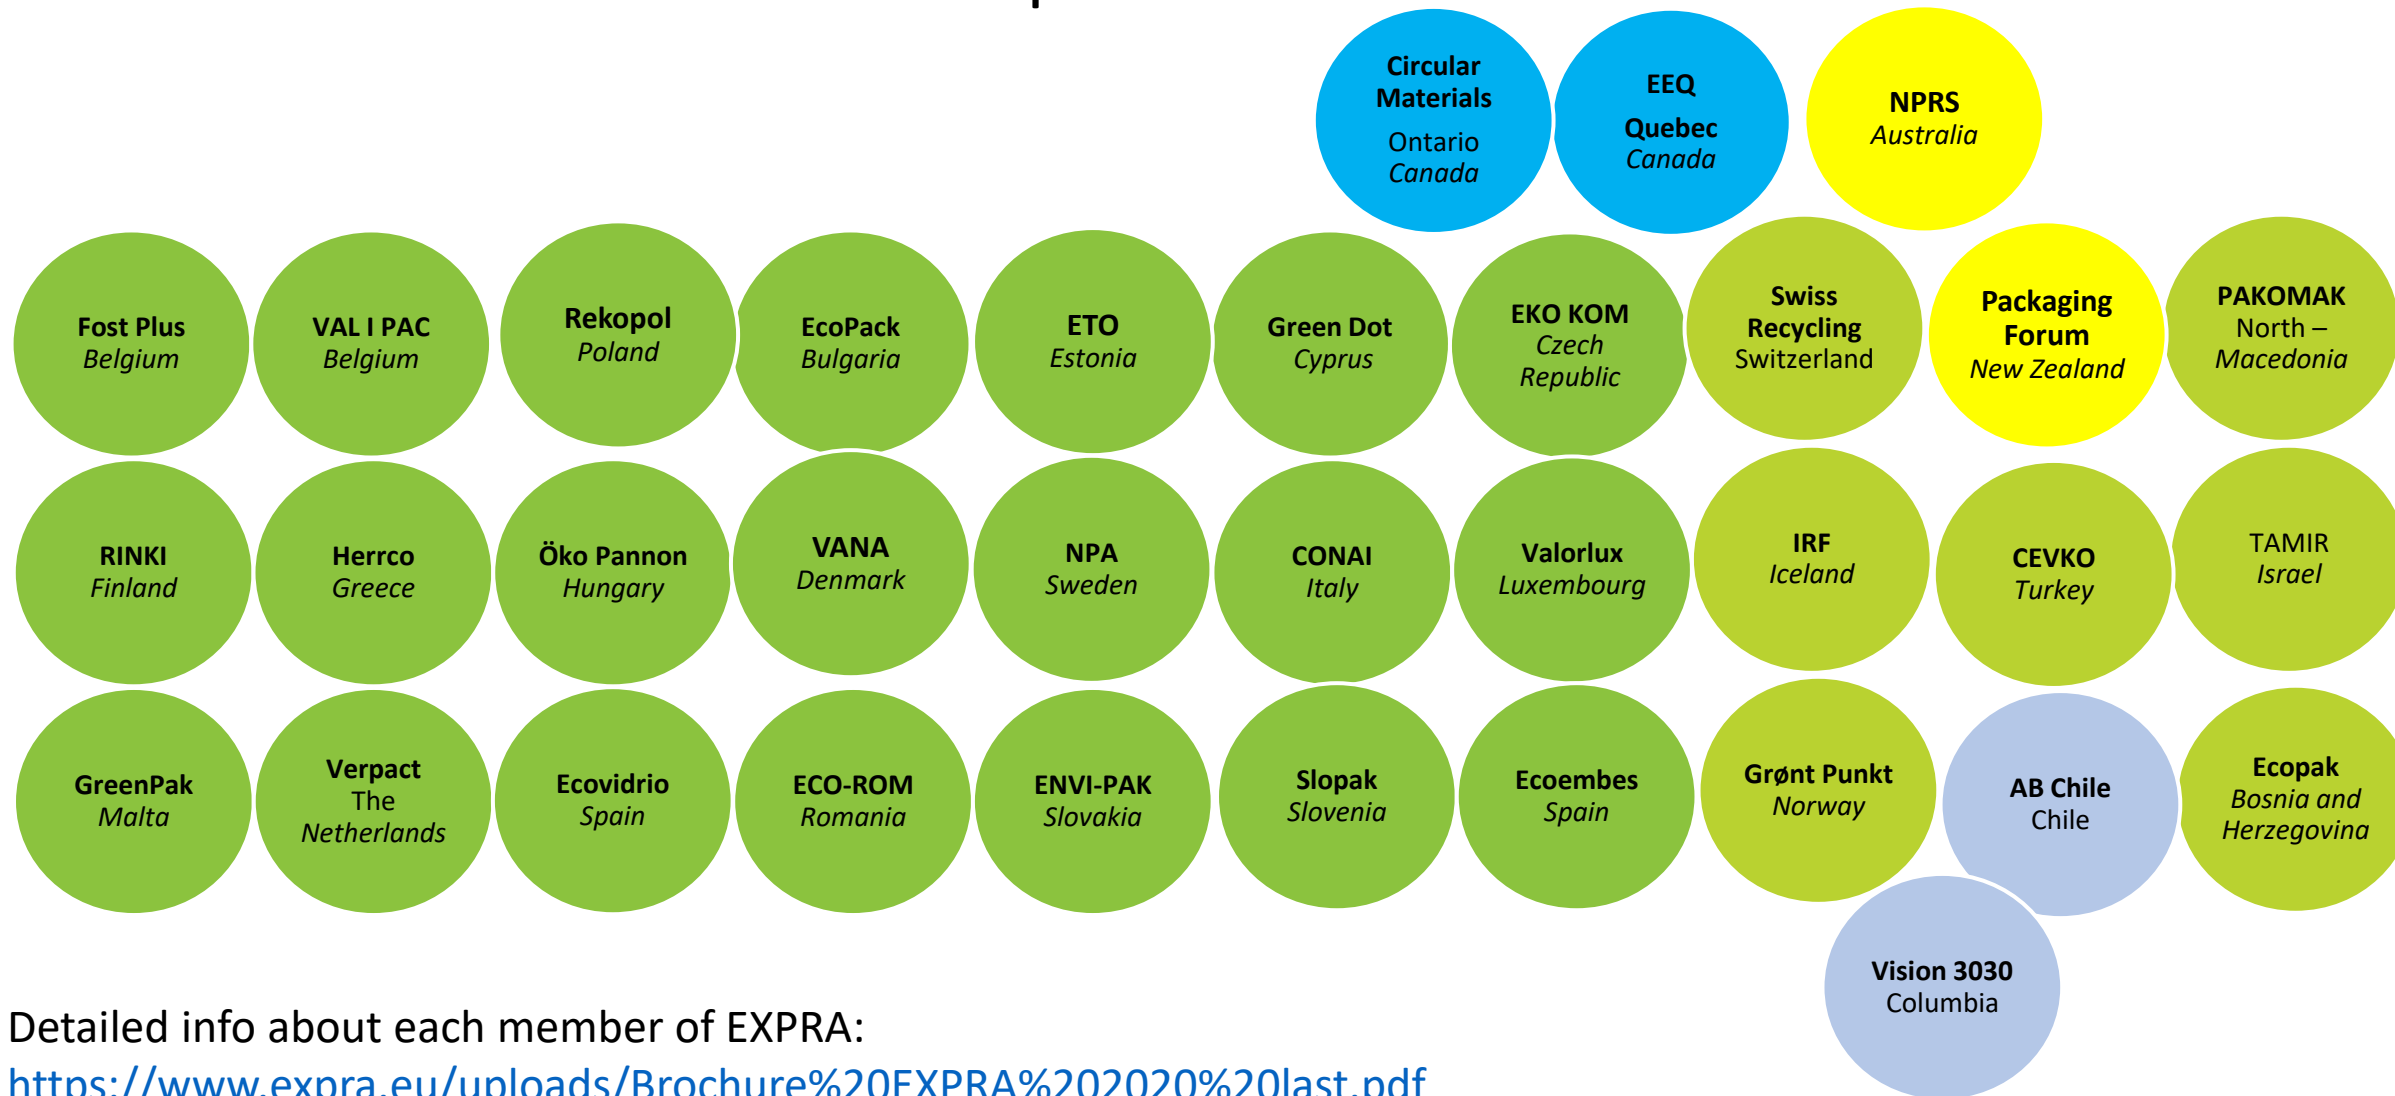 Circular
Materials
Ontario
Canada
EEQ
Quebec
Canada
NPRS
Australia
Fost Plus
Belgium
VAL I PAC
Belgium
Rekopol
Poland
EcoPack
Bulgaria
ETO
Estonia
Green Dot
Cyprus
EKO KOM
Czech
Republic
Swiss
Recycling
Switzerland
Packaging
Forum
New Zealand
PAKOMAK
North –
Macedonia
RINKI
Finland
Herrco
Greece
Öko Pannon
Hungary
VANA
Denmark
NPA
Sweden
CONAI
Italy
Valorlux
Luxembourg
IRF
Iceland
CEVKO
Turkey
TAMIR
Israel
GreenPak
Malta
Verpact
The
Netherlands
Ecovidrio
Spain
ECO-ROM
Romania
ENVI-PAK
Slovakia
Slopak
Slovenia
Ecoembes
Spain
Grønt Punkt
Norway
AB Chile
Chile
Ecopak
Bosnia and
Herzegovina
Vision 3030
Columbia
Detailed info about each member of EXPRA:
https://www.expra.eu/uploads/Brochure%20EXPRA%202020%20last.pdf